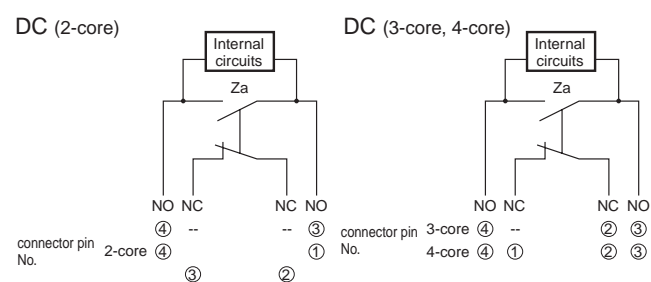 DC (2-core)
Internal
circuits
Za
NO NC NC NO
④ -- -- ③
connector pin
No.
2-core ④ ①
③ ②
DC (3-core, 4-core)
Internal
circuits
Za
NO NC NC NO
connector pin
No.
3-core ④ -- ② ③
4-core ④ ① ② ③